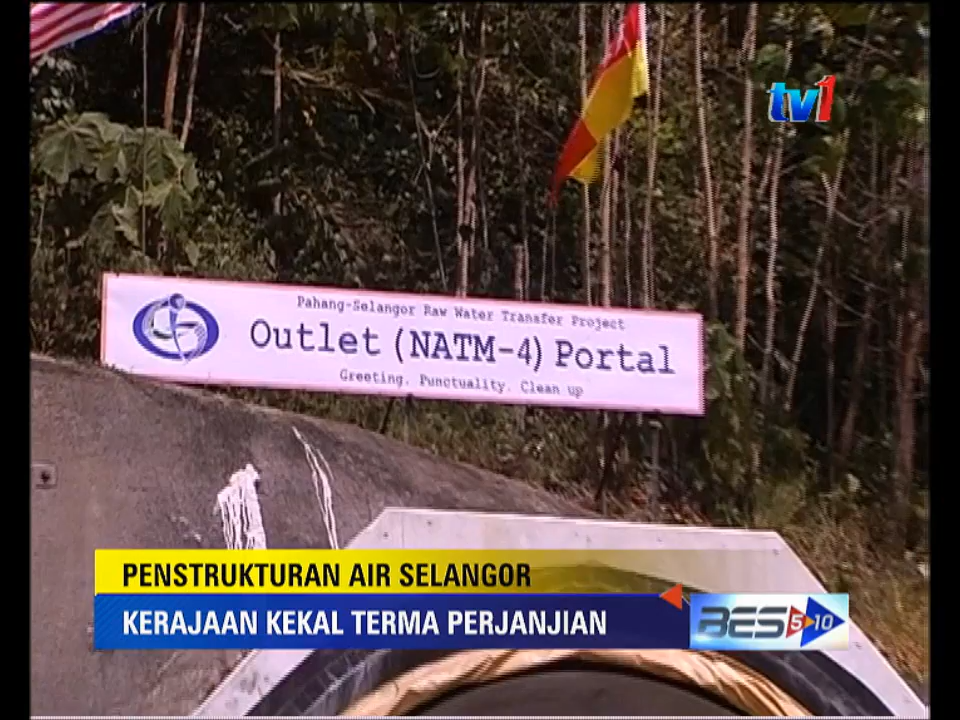 tv1
Pahang-Selangor Raw Water Transfer Project
Outlet (NATM-4) Portal
Greeting. Punctuality. Clean up
PENSTRUKTURAN AIR SELANGOR
KERAJAAN KEKAL TERMA PERJANJIAN
BES 5 10